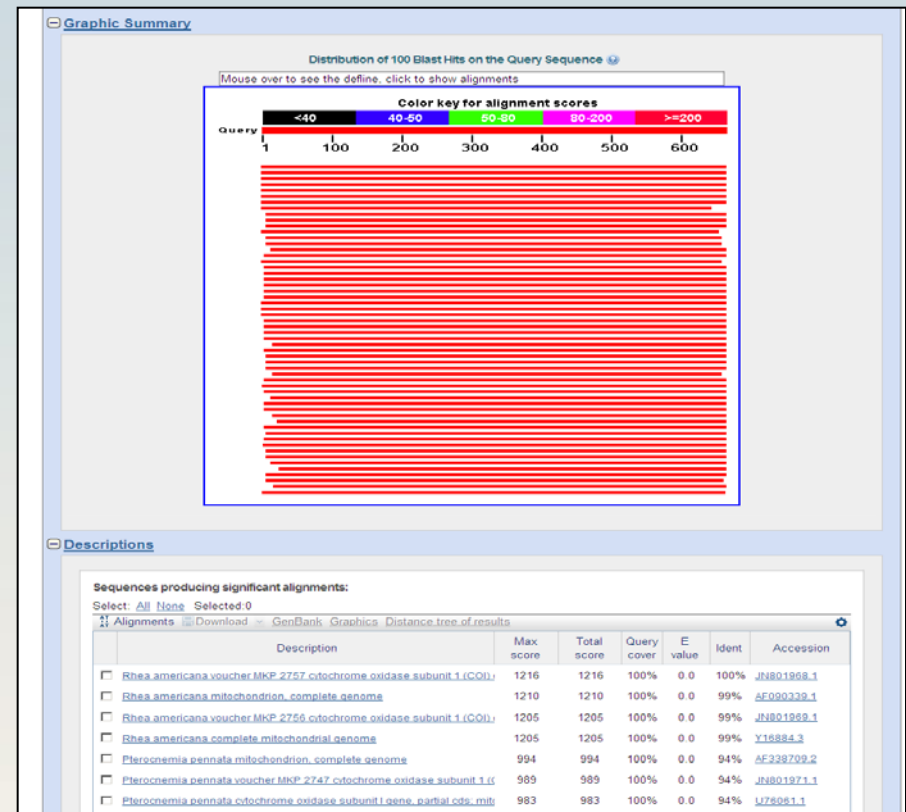 Graphic Summary
Distribution of 100 Blast Hits on the Query Sequence
Mouse over to see the defline, click to show alignments
Color key for alignment scores
<40 40-50 50-80 80-200 >=200
Query
1 100 200 300 400 500 600
Descriptions
Sequences producing significant alignments:
Select: All None Selected:0
Alignments Download GenBank Graphics Distance tree of results
Description Max score Total score Query cover E value Ident Accession
Rhea americana voucher MKP 2757 cytochrome oxidase subunit 1 (COI) 1216 1216 100% 0.0 100% JN801968.1
Rhea americana mitochondrion, complete genome 1210 1210 100% 0.0 99% AF090339.1
Rhea americana voucher MKP 2756 cytochrome oxidase subunit 1 (COI) 1205 1205 100% 0.0 99% JN801969.1
Rhea americana complete mitochondrial genome 1205 1205 100% 0.0 99% Y16884.3
Pterocnemia pennata mitochondrion, complete genome 994 994 100% 0.0 94% AF338709.2
Pterocnemia pennata voucher MKP 2747 cytochrome oxidase subunit 1 (C 989 989 100% 0.0 94% JN801971.1
Pterocnemia pennata cytochrome oxidase subunit I gene, partial cds; mit 983 983 100% 0.0 94% U76061.1